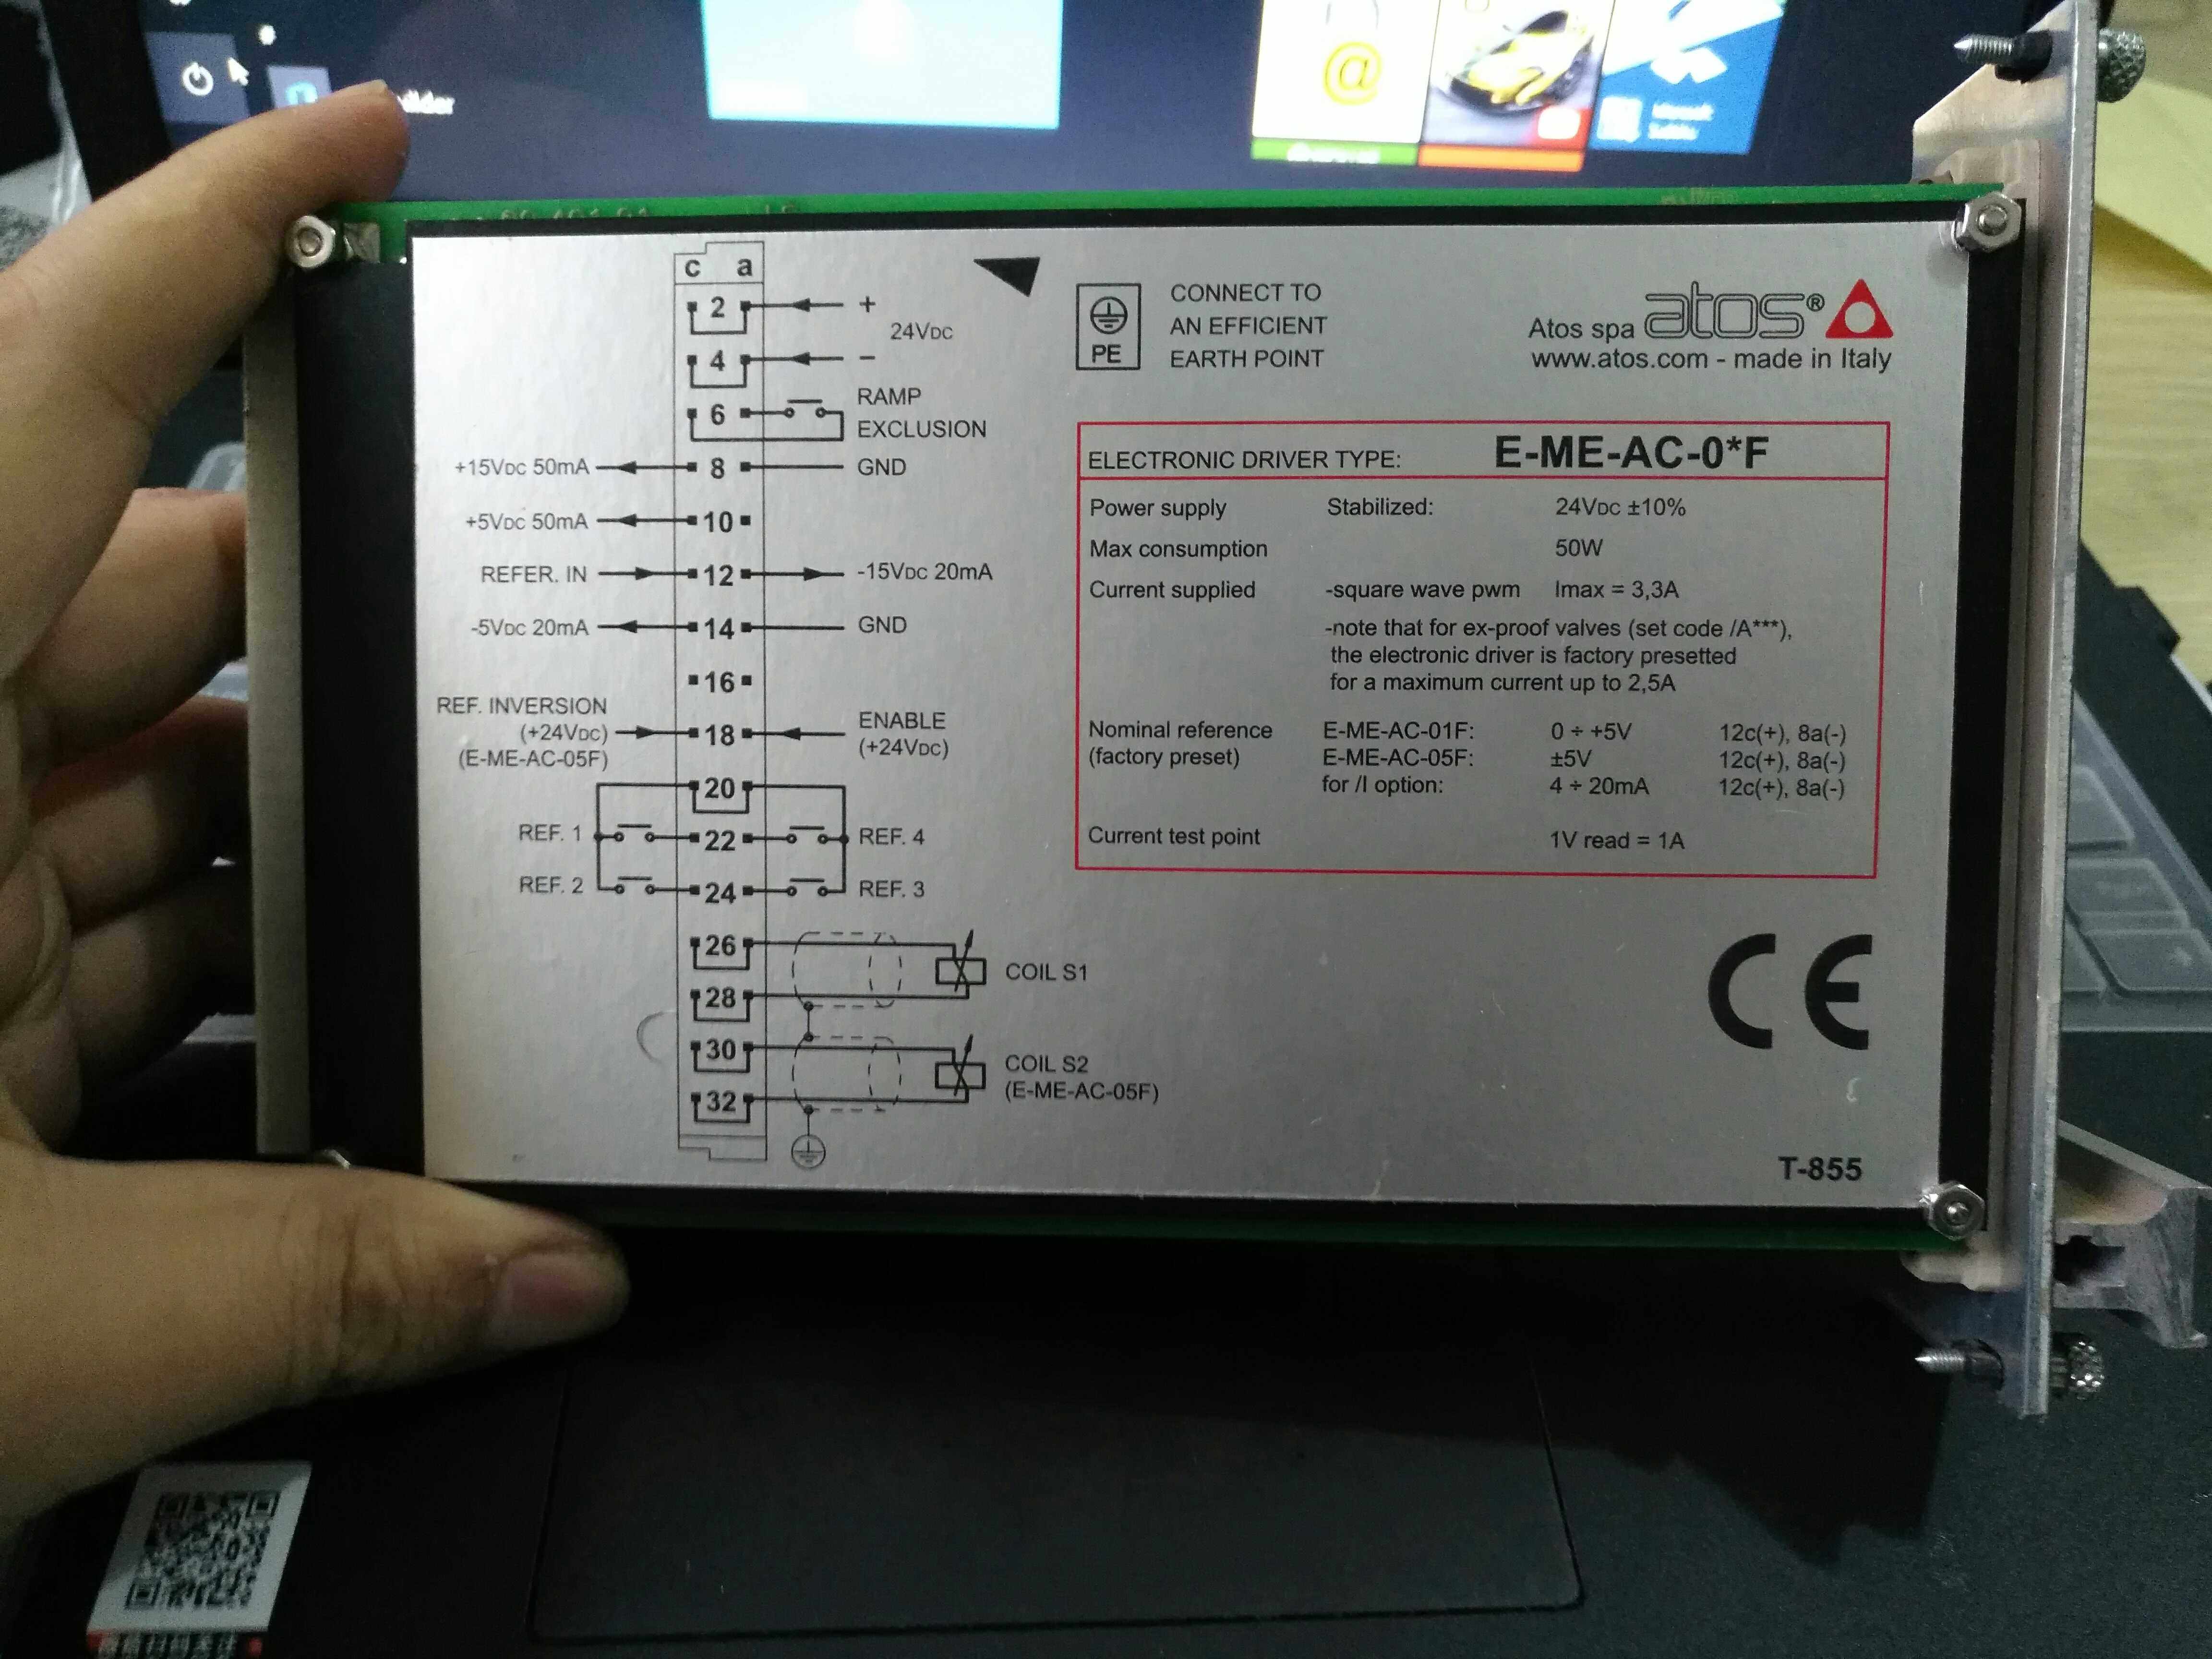 c a
2
+
24VDC
4
−
6
RAMP
EXCLUSION
+15VDC 50mA
8
GND
+5VDC 50mA
10
REFER. IN
12
-15VDC 20mA
-5VDC 20mA
14
GND
16
REF. INVERSION
(+24VDC)
(E-ME-AC-05F)
18
ENABLE
(+24VDC)
20
REF. 1
22
REF. 4
REF. 2
24
REF. 3
26
COIL S1
28
30
COIL S2
(E-ME-AC-05F)
32
PE
CONNECT TO
AN EFFICIENT
EARTH POINT
Atos spa atos®
www.atos.com - made in Italy
ELECTRONIC DRIVER TYPE: E-ME-AC-0*F
Power supply Stabilized: 24VDC ±10%
Max consumption 50W
Current supplied -square wave pwm Imax = 3,3A
-note that for ex-proof valves (set code /A***),
the electronic driver is factory presetted
for a maximum current up to 2,5A
Nominal reference E-ME-AC-01F: 0 ÷ +5V 12c(+), 8a(-)
(factory preset) E-ME-AC-05F: ±5V 12c(+), 8a(-)
for /I option: 4 ÷ 20mA 12c(+), 8a(-)
Current test point 1V read = 1A
CE
T-855